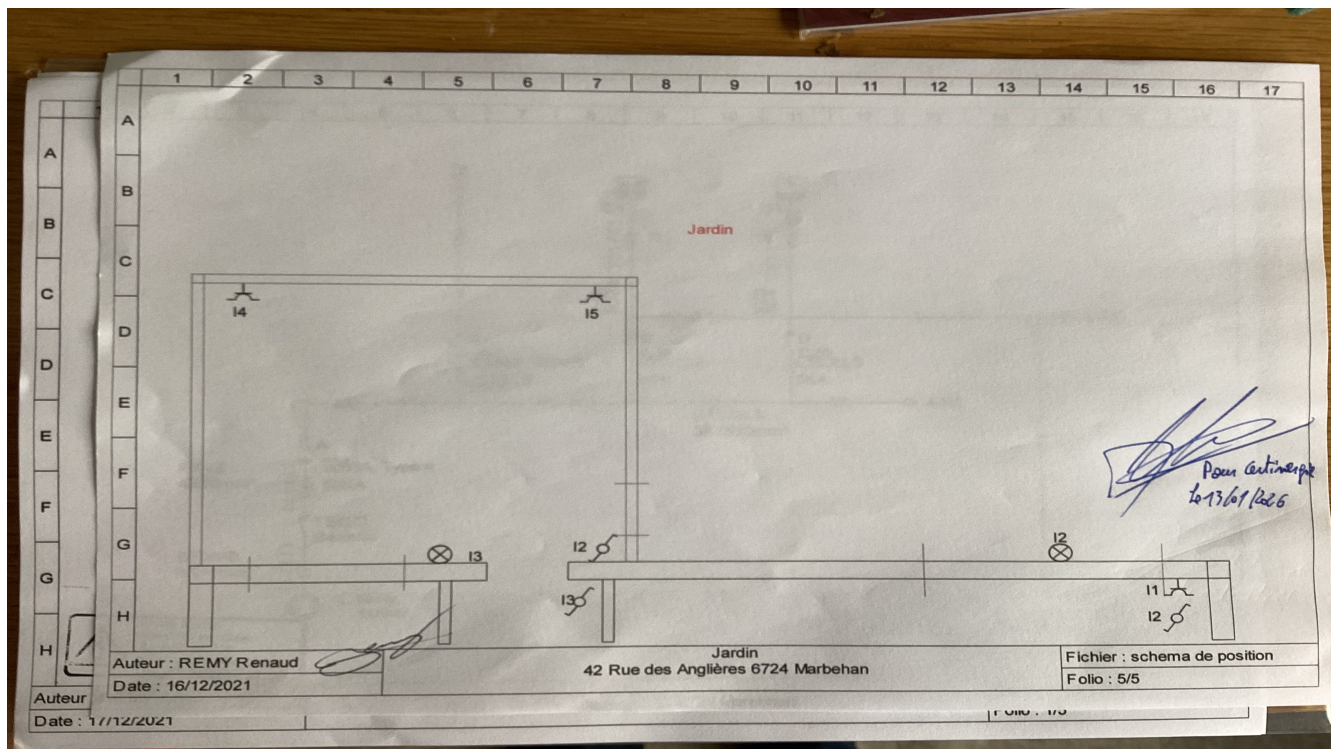 1 2 3 4 5 6 7 8 9 10 11 12 13 14 15 16 17
A
B
C
D
E
F
G
H
Jardin
I4
I5
I2
I3
I3
I2
I1
I2
Pour certinergie
le 13/01/2026
Auteur : REMY Renaud
Date : 16/12/2021
Jardin
42 Rue des Anglières 6724 Marbehan
Fichier : schema de position
Folio : 5/5
A
B
C
D
E
F
G
H
Auteur
Date : 17/12/2021